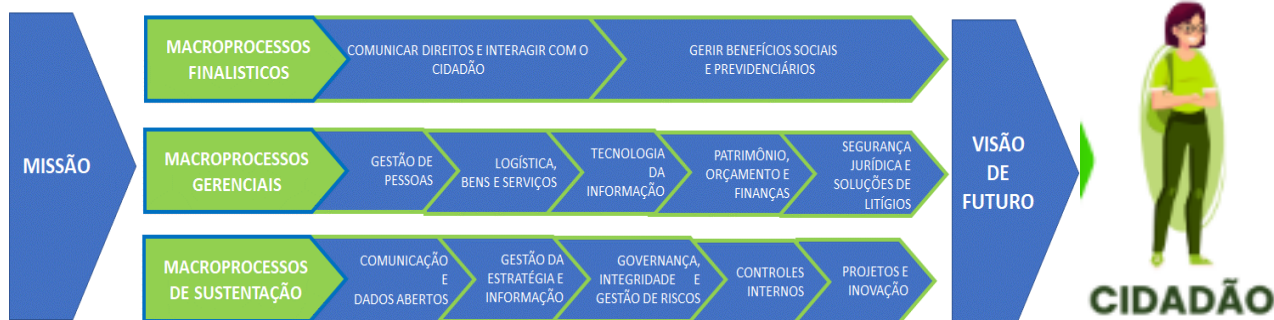 MISSÃO
MACROPROCESSOS
FINALISTICOS
COMUNICAR DIREITOS E INTERAGIR COM O
CIDADÃO
GERIR BENEFÍCIOS SOCIAIS
E PREVIDENCIÁRIOS
MACROPROCESSOS
GERENCIAIS
GESTÃO DE
PESSOAS
LOGÍSTICA,
BENS E SERVIÇOS
TECNOLOGIA
DA
INFORMAÇÃO
PATRIMÔNIO,
ORÇAMENTO E
FINANÇAS
SEGURANÇA
JURÍDICA E
SOLUÇÕES DE
LITÍGIOS
MACROPROCESSOS
DE SUSTENTAÇÃO
COMUNICAÇÃO
E
DADOS ABERTOS
GESTÃO DA
ESTRATÉGIA E
INFORMAÇÃO
GOVERNANÇA,
INTEGRIDADE E
GESTÃO DE RISCOS
CONTROLES
INTERNOS
PROJETOS E
INOVAÇÃO
VISÃO
DE
FUTURO
CIDADÃO